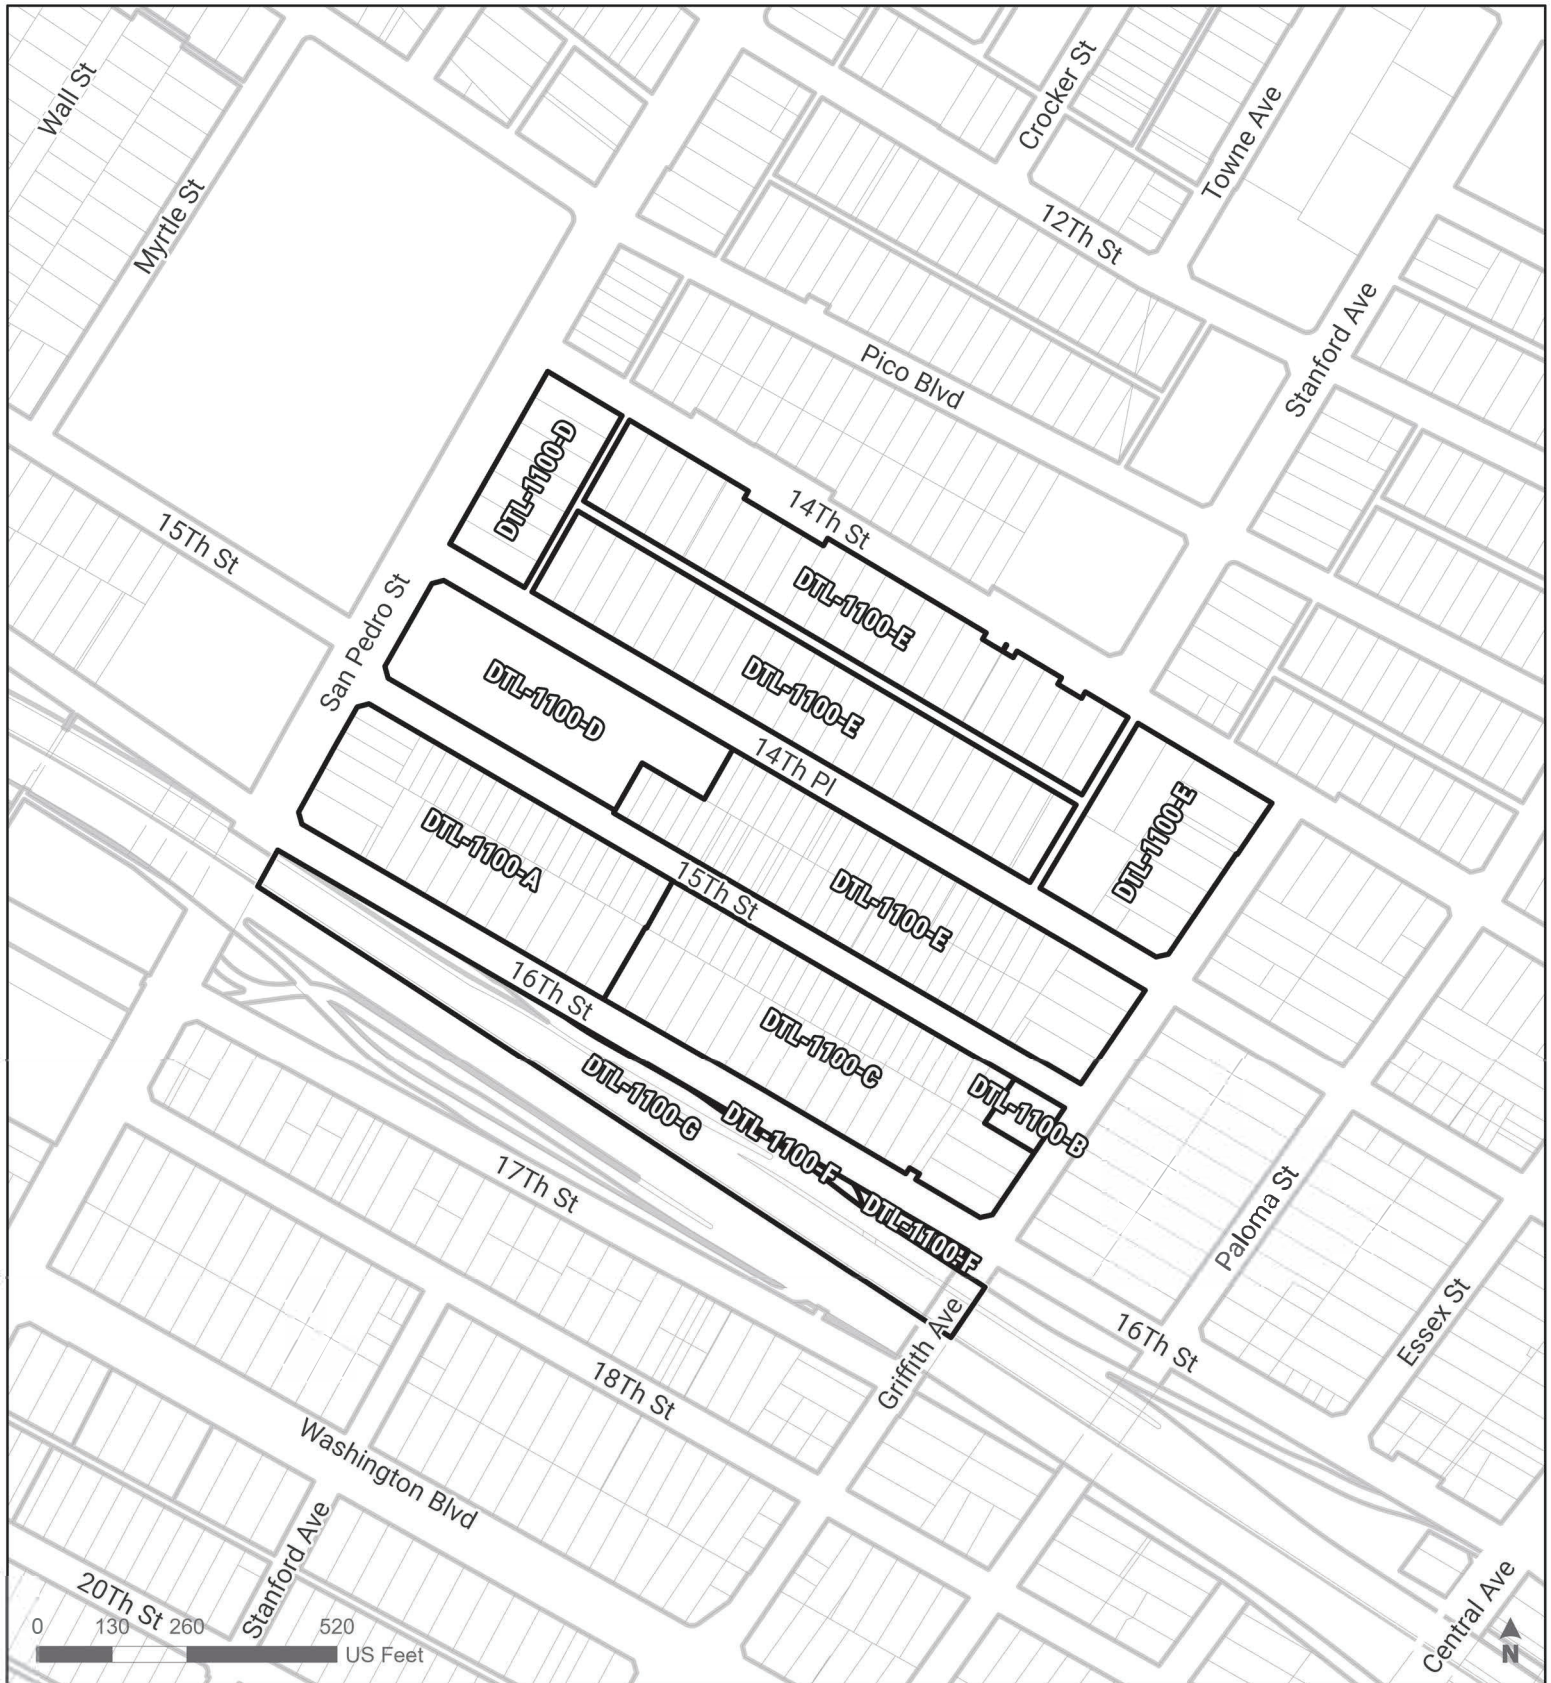 Wall St
Crocker St
Towne Ave
Myrtle St
12Th St
Stanford Ave
Pico Blvd
DTL-1100-D
14Th St
15Th St
DTL-1100-E
San Pedro St
DTL-1100-D
DTL-1100-E
14Th Pl
DTL-1100-E
DTL-1100-A
15Th St
DTL-1100-E
16Th St
DTL-1100-C
DTL-1100-B
DTL-1100-G
DTL-1100-F
17Th St
DTL-1100-F
Paloma St
Griffith Ave
16Th St
Essex St
18Th St
Washington Blvd
Stanford Ave
20Th St
Central Ave
0 130 260 520
US Feet
N